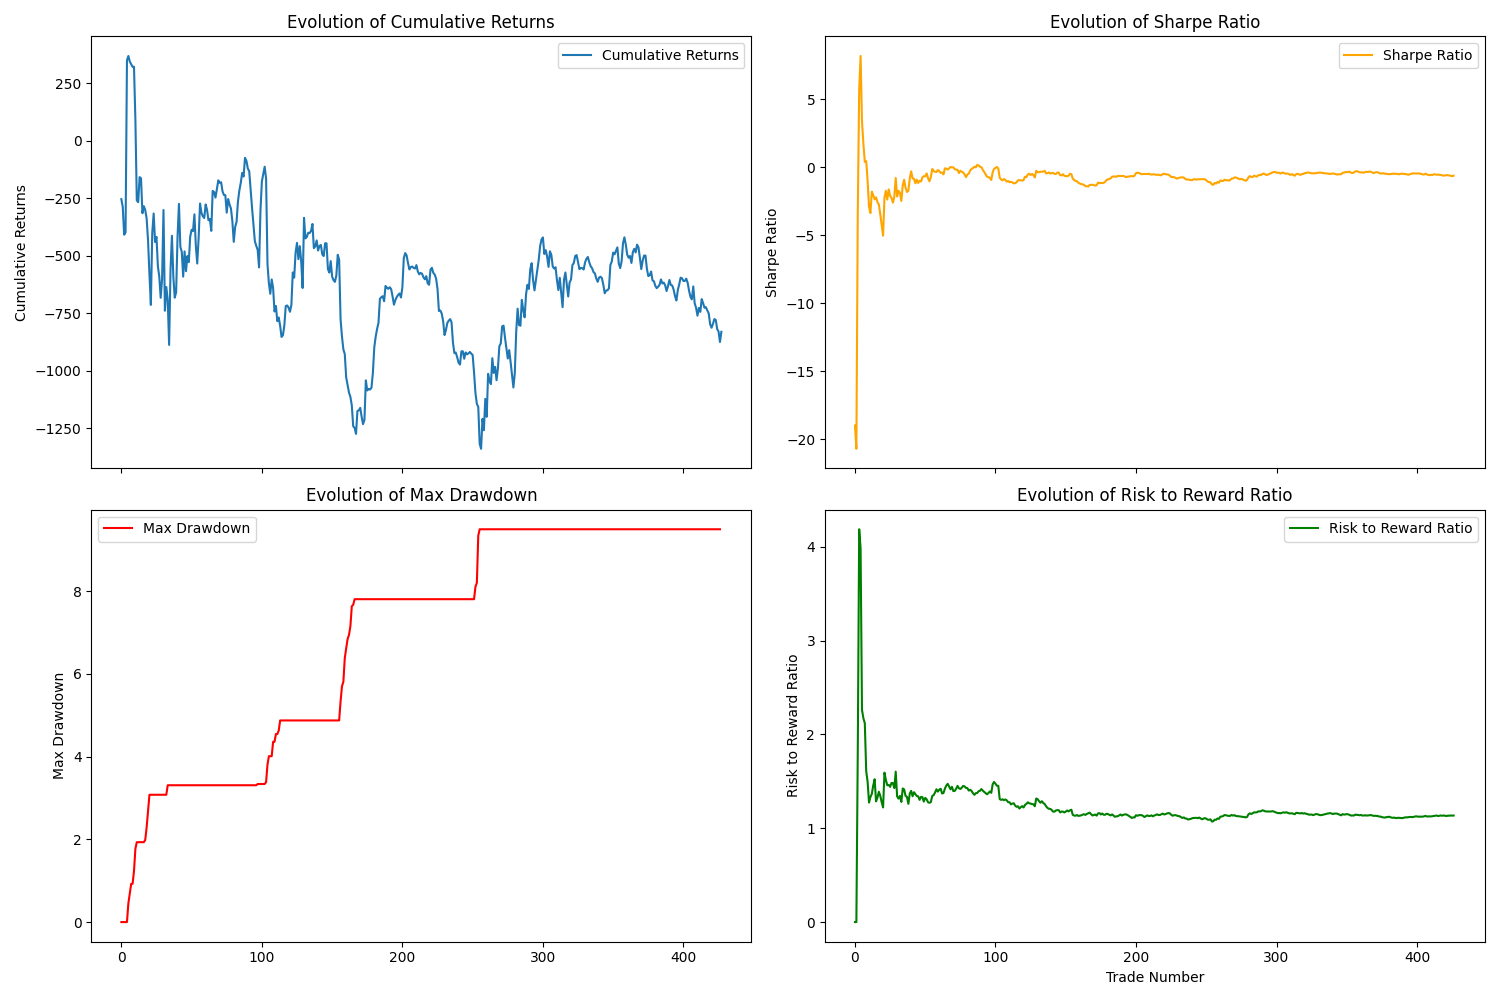 Evolution of Cumulative Returns
Cumulative Returns
250
0
−250
−500
−750
−1000
−1250
Cumulative Returns
Evolution of Sharpe Ratio
Sharpe Ratio
5
0
−5
−10
−15
−20
Sharpe Ratio
Evolution of Max Drawdown
Max Drawdown
8
6
4
2
0
Max Drawdown
0 100 200 300 400
Evolution of Risk to Reward Ratio
Risk to Reward Ratio
4
3
2
1
0
Risk to Reward Ratio
0 100 200 300 400
Trade Number